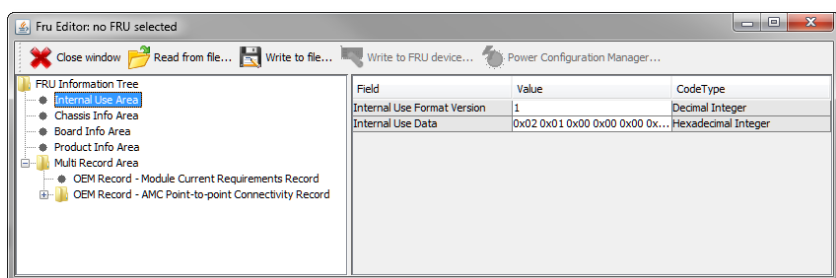 Fru Editor: no FRU selected
Close window Read from file... Write to file... Write to FRU device... Power Configuration Manager...
FRU Information Tree
Internal Use Area
Chassis Info Area
Board Info Area
Product Info Area
Multi Record Area
OEM Record - Module Current Requirements Record
OEM Record - AMC Point-to-point Connectivity Record
Field Value CodeType
Internal Use Format Version 1 Decimal Integer
Internal Use Data 0x02 0x01 0x00 0x00 0x00 0x... Hexadecimal Integer